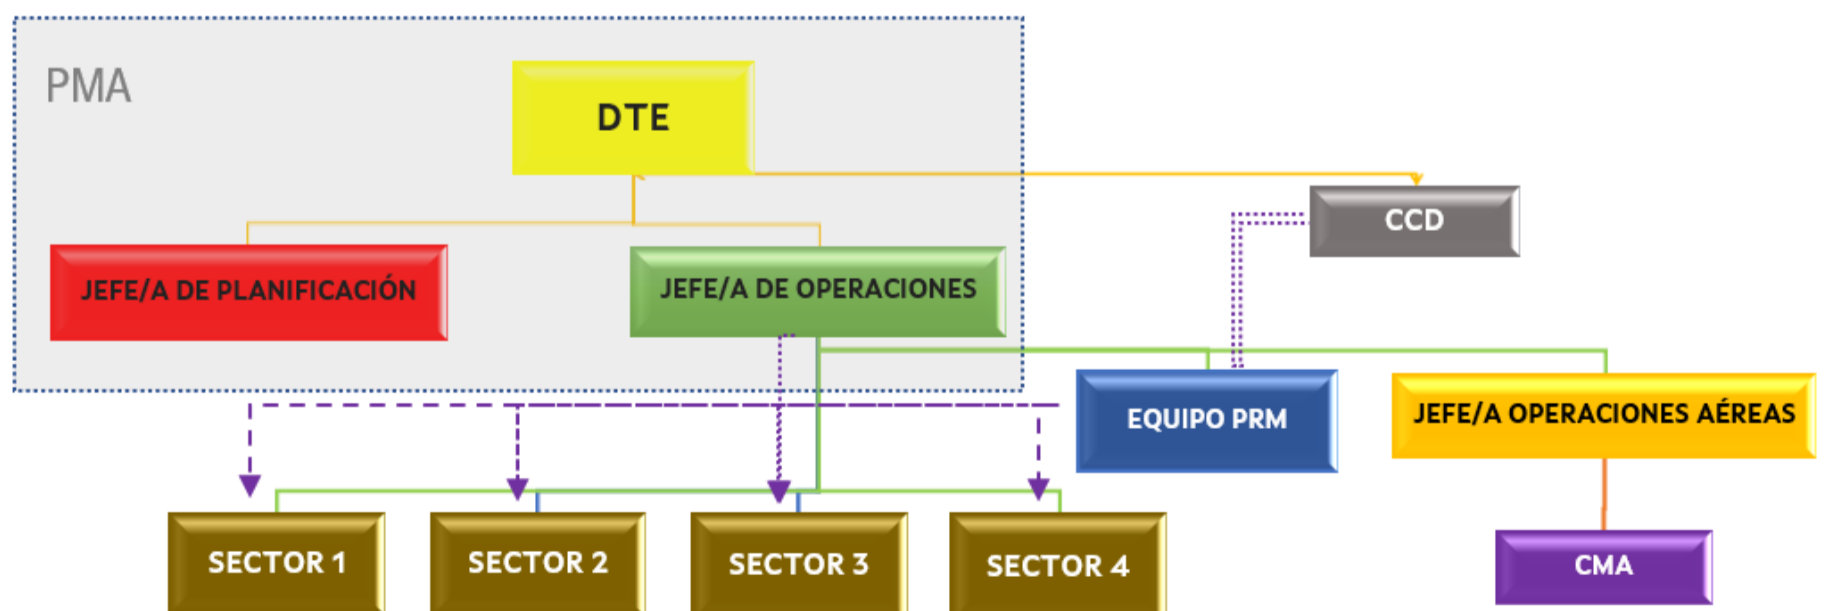 PMA
DTE
CCD
JEFE/A DE PLANIFICACIÓN
JEFE/A DE OPERACIONES
EQUIPO PRM
JEFE/A OPERACIONES AÉREAS
SECTOR 1
SECTOR 2
SECTOR 3
SECTOR 4
CMA